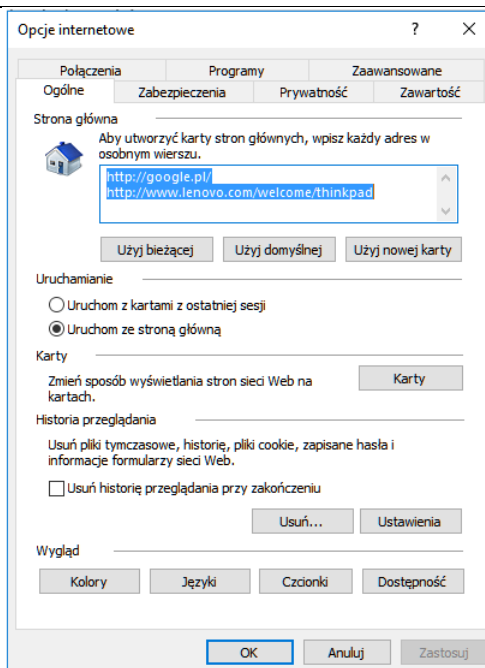 Opcje internetowe
Połączenia Programy Zaawansowane
Ogólne Zabezpieczenia Prywatność Zawartość
Strona główna
Aby utworzyć karty stron głównych, wpisz każdy adres w
osobnym wierszu.
http://google.pl/
http://www.lenovo.com/welcome/thinkpad
Użyj bieżącej Użyj domyślnej Użyj nowej karty
Uruchamianie
Uruchom z kartami z ostatniej sesji
Uruchom ze stroną główną
Karty
Zmień sposób wyświetlania stron sieci Web na
kartach.
Karty
Historia przeglądania
Usuń pliki tymczasowe, historię, pliki cookie, zapisane hasła i
informacje formularzy sieci Web.
Usuń historię przeglądania przy zakończeniu
Usuń... Ustawienia
Wygląd
Kolory Języki Czcionki Dostępność
OK Anuluj Zastosuj